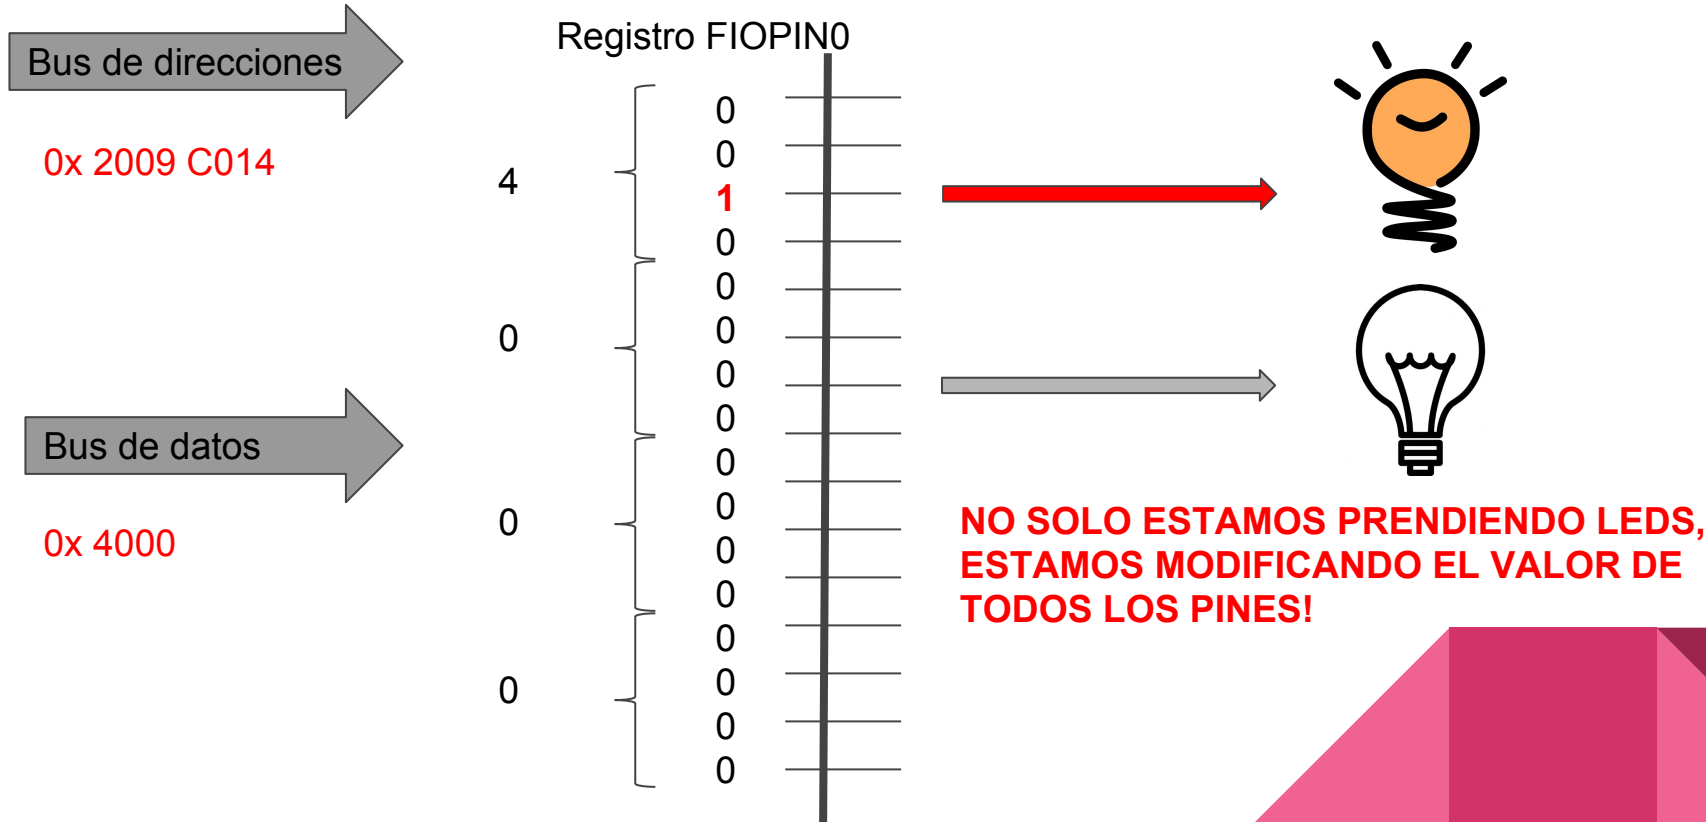 Bus de direcciones
0x 2009 C014
Bus de datos
0x 4000
Registro FIOPIN0
4
0
0
0
0
0
1
0
0
0
0
0
0
0
0
0
0
0
0
0
NO SOLO ESTAMOS PRENDIENDO LEDS,
ESTAMOS MODIFICANDO EL VALOR DE
TODOS LOS PINES!